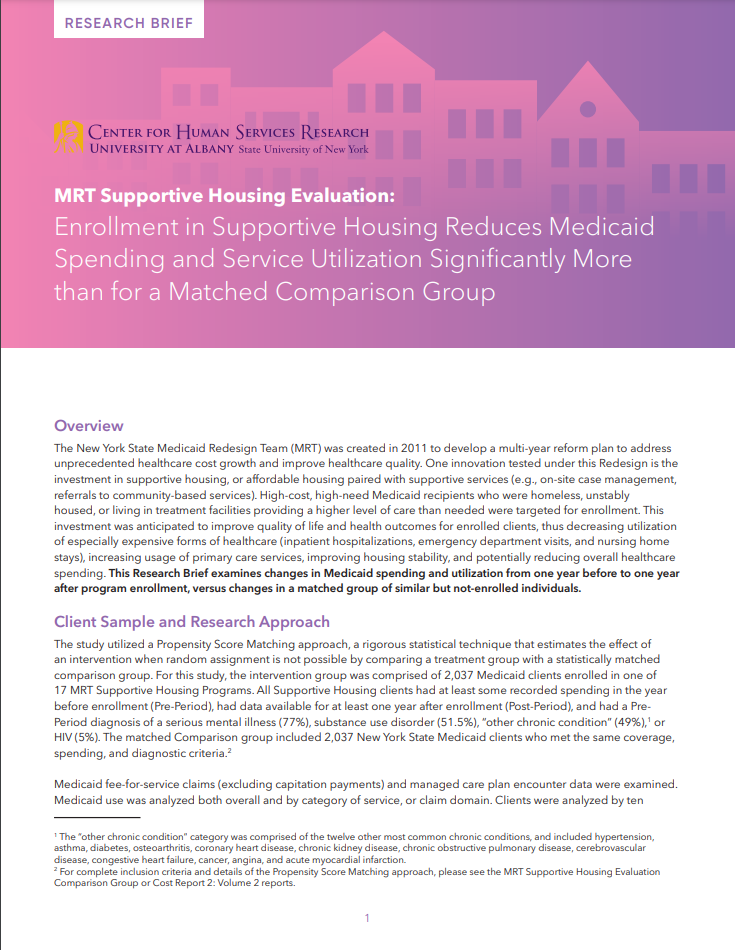 RESEARCH BRIEF
CENTER FOR HUMAN SERVICES RESEARCH
UNIVERSITY AT ALBANY State University of New York
MRT Supportive Housing Evaluation:
Enrollment in Supportive Housing Reduces Medicaid
Spending and Service Utilization Significantly More
than for a Matched Comparison Group
Overview
The New York State Medicaid Redesign Team (MRT) was created in 2011 to develop a multi-year reform plan to address
unprecedented healthcare cost growth and improve healthcare quality. One innovation tested under this Redesign is the
investment in supportive housing, or affordable housing paired with supportive services (e.g., on-site case management,
referrals to community-based services). High-cost, high-need Medicaid recipients who were homeless, unstably
housed, or living in treatment facilities providing a higher level of care than needed were targeted for enrollment. This
investment was anticipated to improve quality of life and health outcomes for enrolled clients, thus decreasing utilization
of especially expensive forms of healthcare (inpatient hospitalizations, emergency department visits, and nursing home
stays), increasing usage of primary care services, improving housing stability, and potentially reducing overall healthcare
spending. This Research Brief examines changes in Medicaid spending and utilization from one year before to one year
after program enrollment, versus changes in a matched group of similar but not-enrolled individuals.
Client Sample and Research Approach
The study utilized a Propensity Score Matching approach, a rigorous statistical technique that estimates the effect of
an intervention when random assignment is not possible by comparing a treatment group with a statistically matched
comparison group. For this study, the intervention group was comprised of 2,037 Medicaid clients enrolled in one of
17 MRT Supportive Housing Programs. All Supportive Housing clients had at least some recorded spending in the year
before enrollment (Pre-Period), had data available for at least one year after enrollment (Post-Period), and had a Pre-
Period diagnosis of a serious mental illness (77%), substance use disorder (51.5%), "other chronic condition" (49%),¹ or
HIV (5%). The matched Comparison group included 2,037 New York State Medicaid clients who met the same coverage,
spending, and diagnostic criteria.²
Medicaid fee-for-service claims (excluding capitation payments) and managed care plan encounter data were examined.
Medicaid use was analyzed both overall and by category of service, or claim domain. Clients were analyzed by ten
¹ The "other chronic condition" category was comprised of the twelve other most common chronic conditions, and included hypertension,
asthma, diabetes, osteoarthritis, coronary heart disease, chronic kidney disease, chronic obstructive pulmonary disease, cerebrovascular
disease, congestive heart failure, cancer, angina, and acute myocardial infarction.
² For complete inclusion criteria and details of the Propensity Score Matching approach, please see the MRT Supportive Housing Evaluation
Comparison Group or Cost Report 2: Volume 2 reports.
1